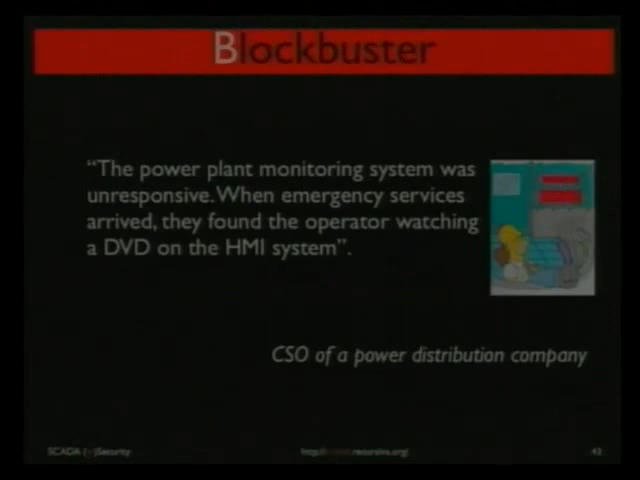 Blockbuster
“The power plant monitoring system was
unresponsive. When emergency services
arrived, they found the operator watching
a DVD on the HMI system”.
CSO of a power distribution company
SCADA Security